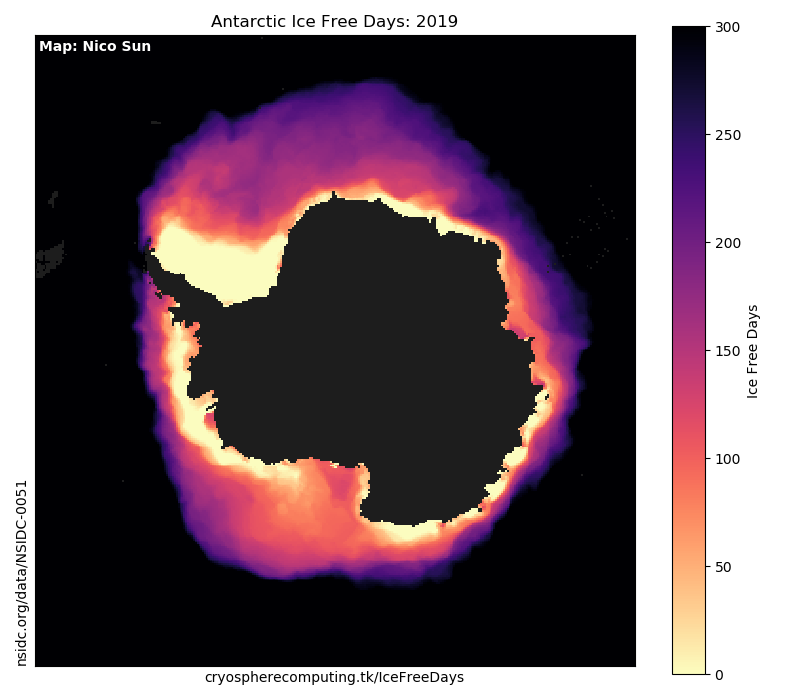 Antarctic Ice Free Days: 2019
Map: Nico Sun
300
250
200
150
100
50
0
Ice Free Days
nsidc.org/data/NSIDC-0051
cryospherecomputing.tk/IceFreeDays